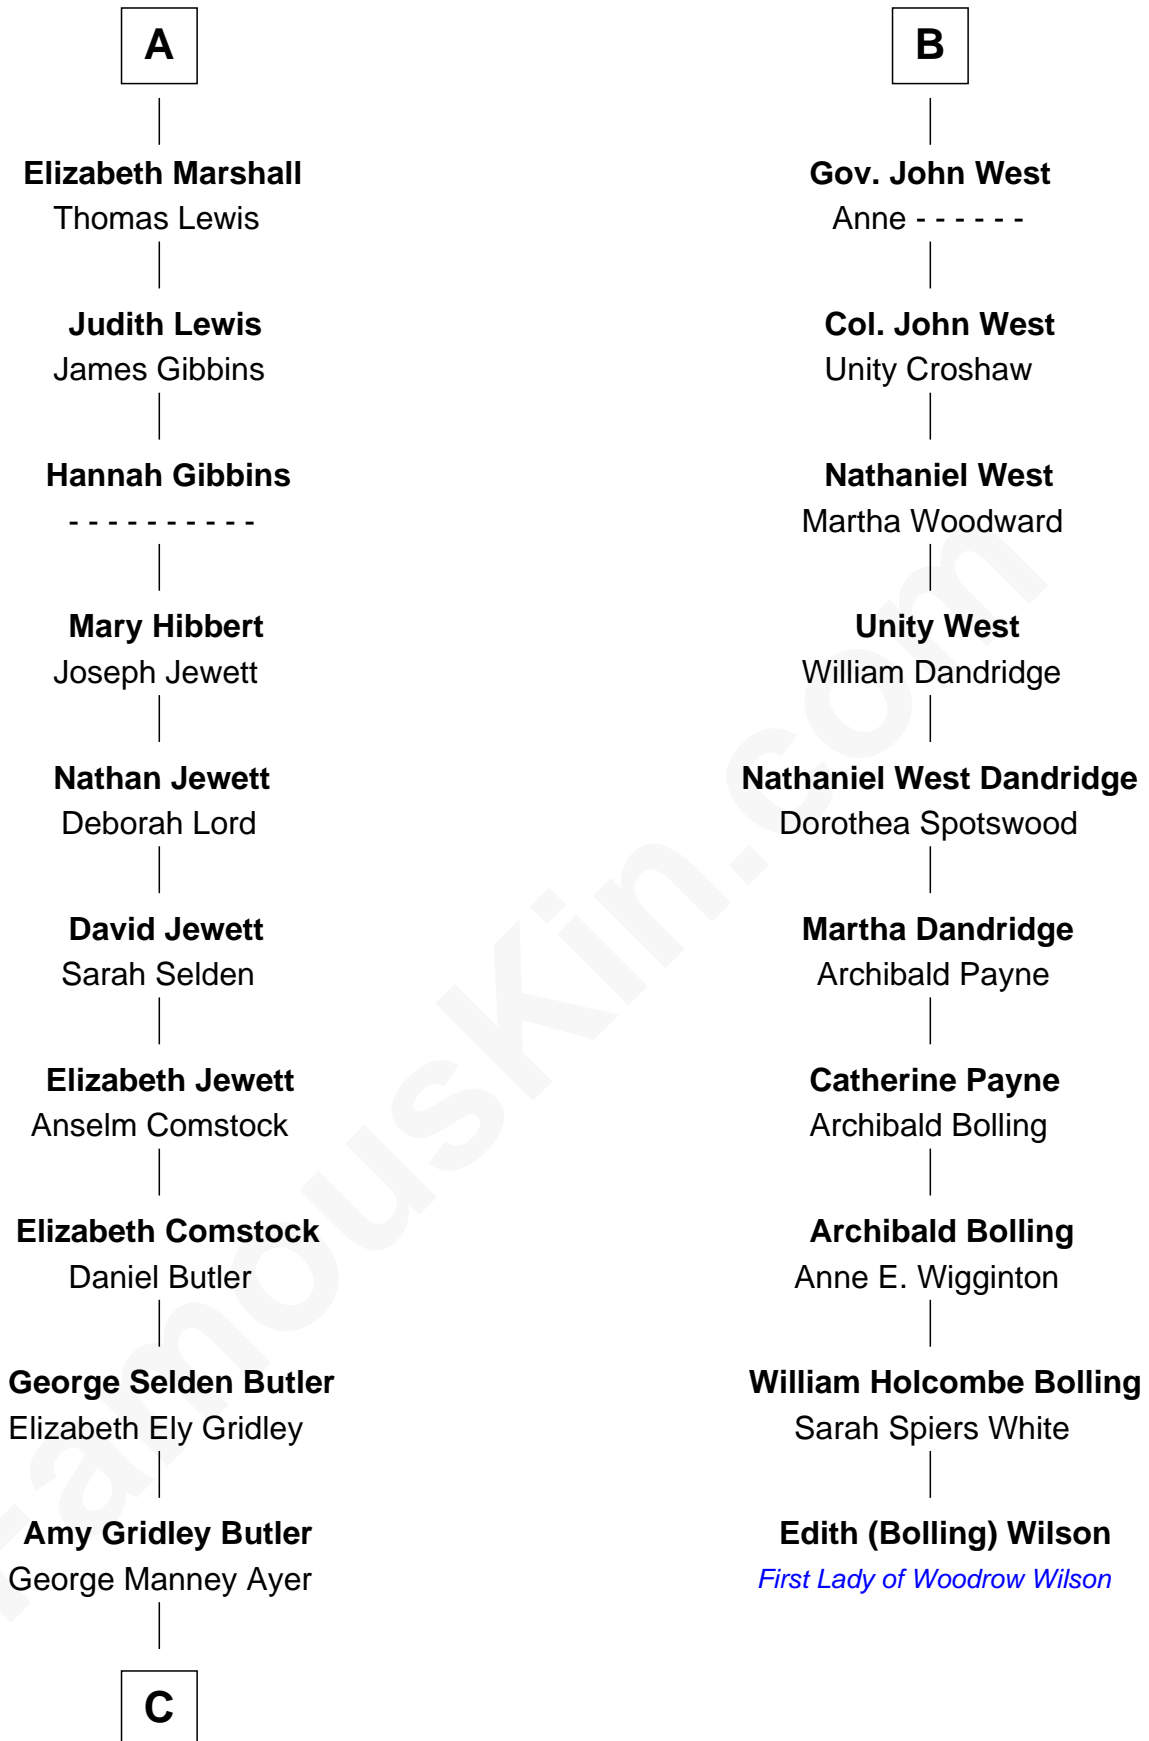 A
Elizabeth Marshall
Thomas Lewis
Judith Lewis
James Gibbins
Hannah Gibbins
- - - - - - - - - -
Mary Hibbert
Joseph Jewett
Nathan Jewett
Deborah Lord
David Jewett
Sarah Selden
Elizabeth Jewett
Anselm Comstock
Elizabeth Comstock
Daniel Butler
George Selden Butler
Elizabeth Ely Gridley
Amy Gridley Butler
George Manney Ayer
C
B
Gov. John West
Anne - - - - - -
Col. John West
Unity Croshaw
Nathaniel West
Martha Woodward
Unity West
William Dandridge
Nathaniel West Dandridge
Dorothea Spotswood
Martha Dandridge
Archibald Payne
Catherine Payne
Archibald Bolling
Archibald Bolling
Anne E. Wigginton
William Holcombe Bolling
Sarah Spiers White
Edith (Bolling) Wilson
First Lady of Woodrow Wilson
FamousKin.com